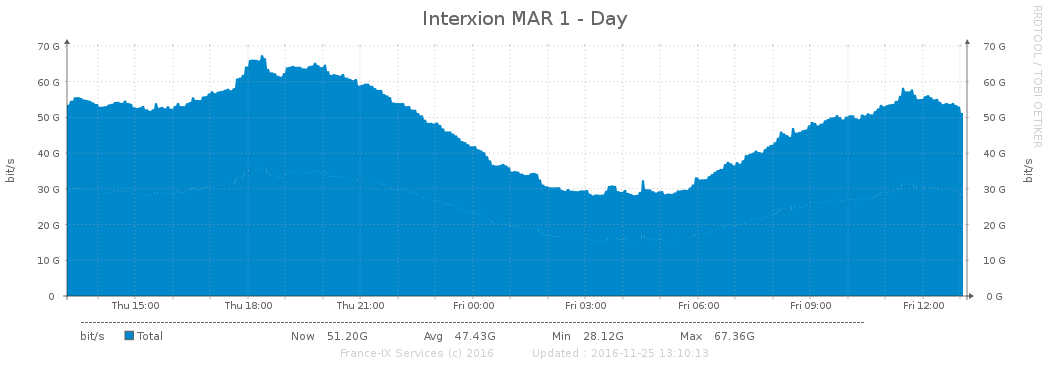 Interxion MAR 1 - Day
RRDTOOL / TOBI OETIKER
70 G 70 G
60 G 60 G
50 G 50 G
40 G 40 G
30 G 30 G
20 G 20 G
10 G 10 G
0 0 G
bit/s bit/s
Thu 15:00 Thu 18:00 Thu 21:00 Fri 00:00 Fri 03:00 Fri 06:00 Fri 09:00 Fri 12:00
bit/s Total Now 51.20G Avg 47.43G Min 28.12G Max 67.36G
France-IX Services (c) 2016 Updated : 2016-11-25 13:10:13